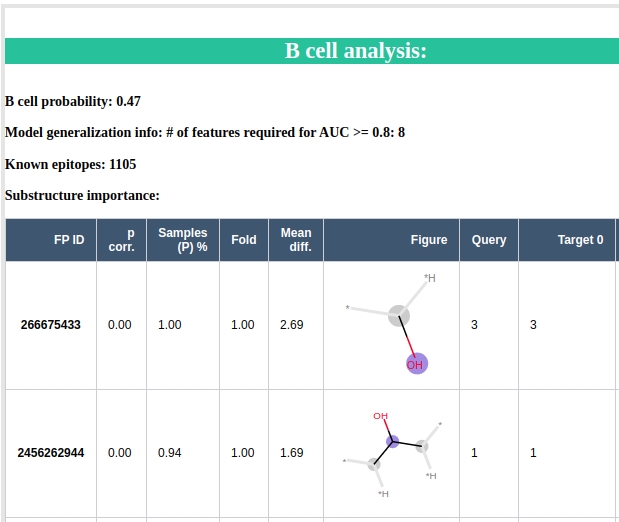 B cell analysis:
B cell probability: 0.47
Model generalization info: # of features required for AUC >= 0.8: 8
Known epitopes: 1105
Substructure importance:
FP ID p corr. Samples (P) % Fold Mean diff. Figure Query Target 0
*H
*
266675433 0.00 1.00 1.00 2.69 3 3
OH
OH
*
2456262944 0.00 0.94 1.00 1.69 1 1
*
*H
*H